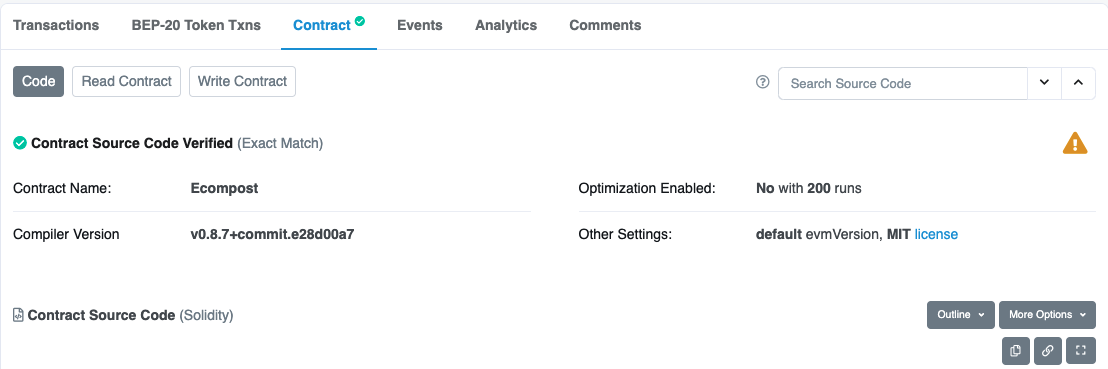 Transactions BEP-20 Token Txns Contract Events Analytics Comments
Code Read Contract Write Contract Search Source Code
Contract Source Code Verified (Exact Match)
Contract Name: Ecompost Optimization Enabled: No with 200 runs
Compiler Version v0.8.7+commit.e28d00a7 Other Settings: default evmVersion, MIT license
Contract Source Code (Solidity) Outline More Options